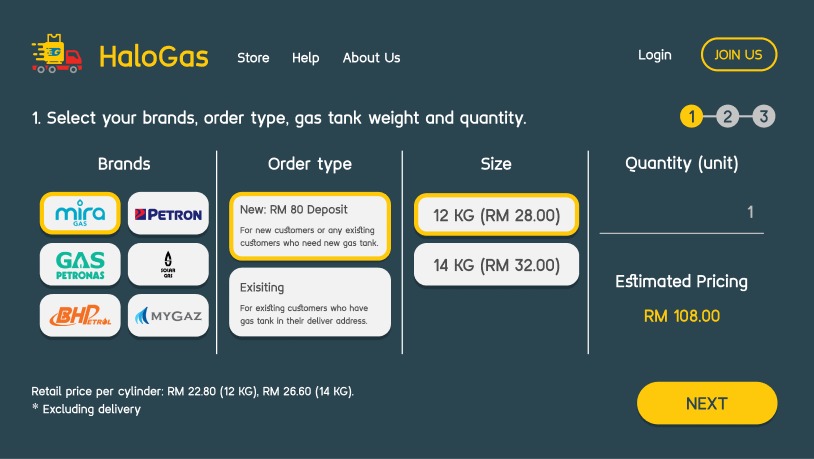 HaloGas
Store Help About Us
Login
JOIN US
1. Select your brands, order type, gas tank weight and quantity.
1 2 3
Brands
mira
GAS
PETRON
GAS
PETRONAS
SOLAR
GAS
BHPETROL
MYGAZ
Order type
New: RM 80 Deposit
For new customers or any existing
customers who need new gas tank.
Exisiting
For existing customers who have
gas tank in their deliver address.
Size
12 KG (RM 28.00)
14 KG (RM 32.00)
Quantity (unit)
1
Estimated Pricing
RM 108.00
Retail price per cylinder: RM 22.80 (12 KG), RM 26.60 (14 KG).
* Excluding delivery
NEXT